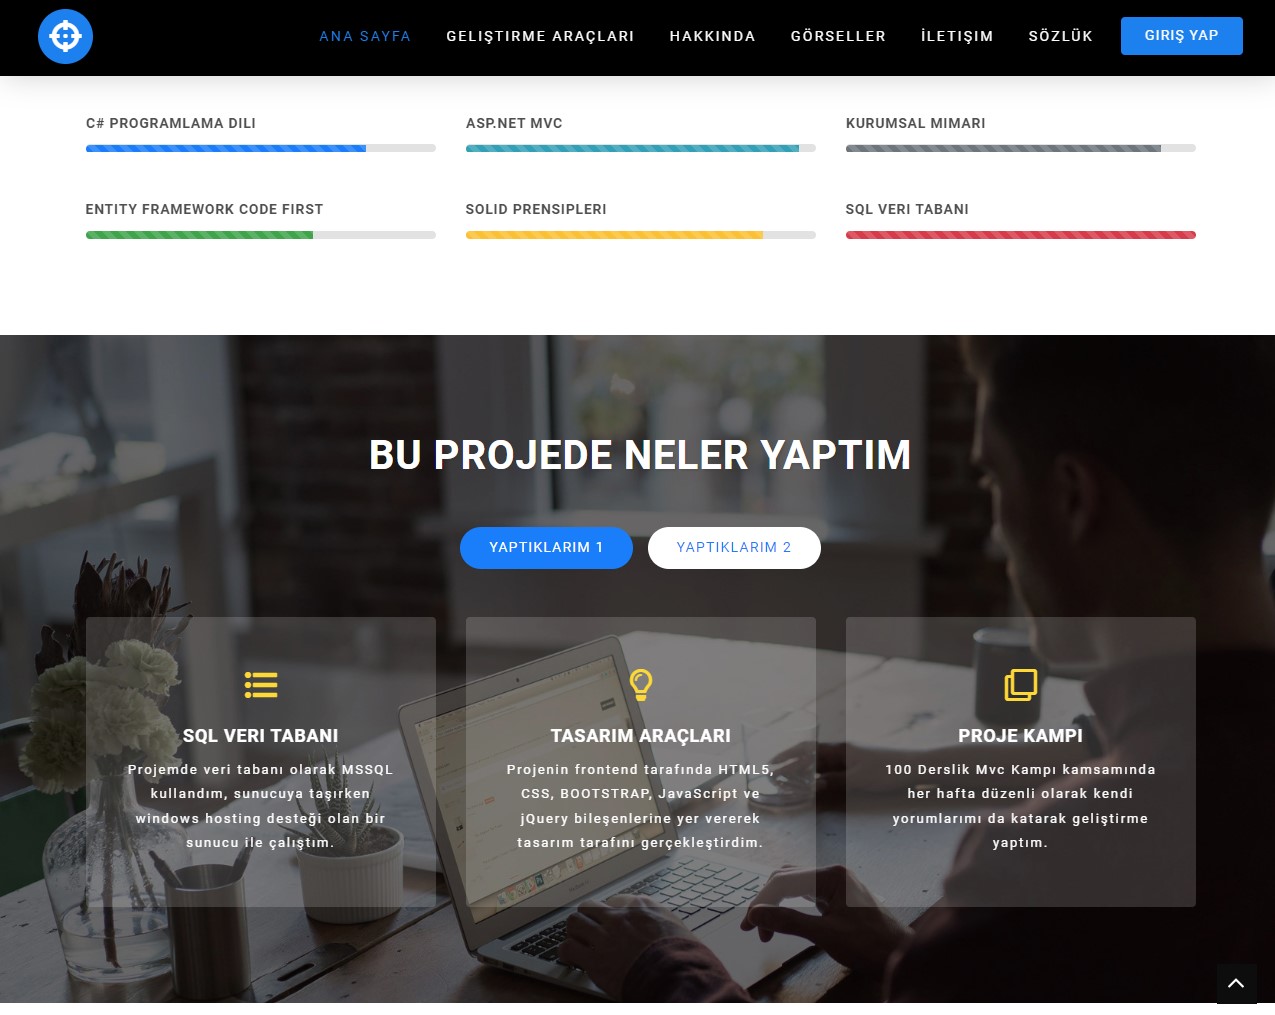 ANA SAYFA GELIŞTIRME ARAÇLARI HAKKINDA GÖRSELLER İLETIŞIM SÖZLÜK GIRIŞ YAP
C# PROGRAMLAMA DILI ASP.NET MVC KURUMSAL MIMARI
ENTITY FRAMEWORK CODE FIRST SOLID PRENSIPLERI SQL VERI TABANI
BU PROJEDE NELER YAPTIM
YAPTIKLARIM 1 YAPTIKLARIM 2
SQL VERI TABANI
Projemde veri tabanı olarak MSSQL
kullandım, sunucuya taşırken
windows hosting desteği olan bir
sunucu ile çalıştım.
TASARIM ARAÇLARI
Projenin frontend tarafında HTML5,
CSS, BOOTSTRAP, JavaScript ve
jQuery bileşenlerine yer vererek
tasarım tarafını gerçekleştirdim.
PROJE KAMPI
100 Derslik Mvc Kampı kamsamında
her hafta düzenli olarak kendi
yorumlarımı da katarak geliştirme
yaptım.